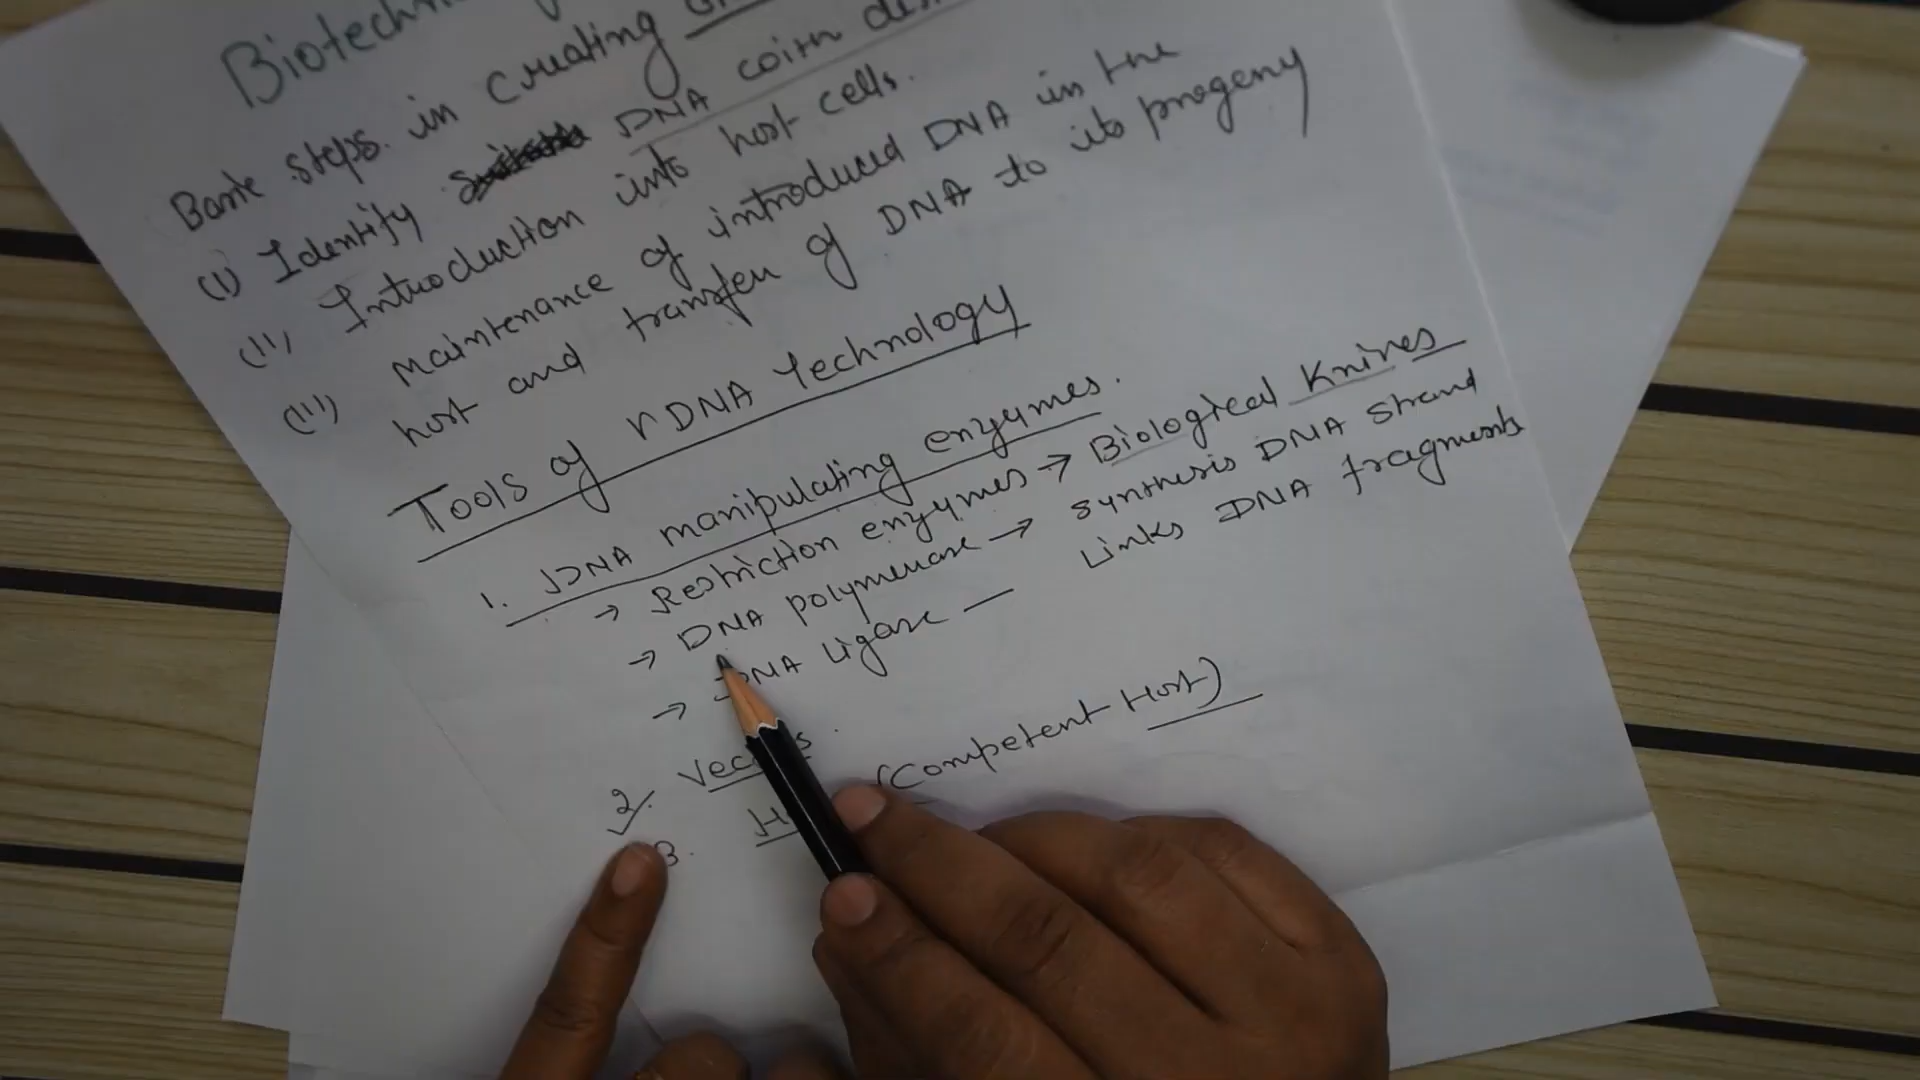 Basic steps in creating
(I) Identify DNA with
(II) Introduction into host cells.
(III) Maintenance of introduced DNA in the
host and transfer of DNA to its progeny
Tools of rDNA Technology
1. DNA manipulating enzymes.
→ Restriction enzymes → Biological Knives
→ DNA polymerase → synthesis DNA strand
→ DNA Ligase — Links DNA fragments
2. Vec s
3. H (Competent Host)